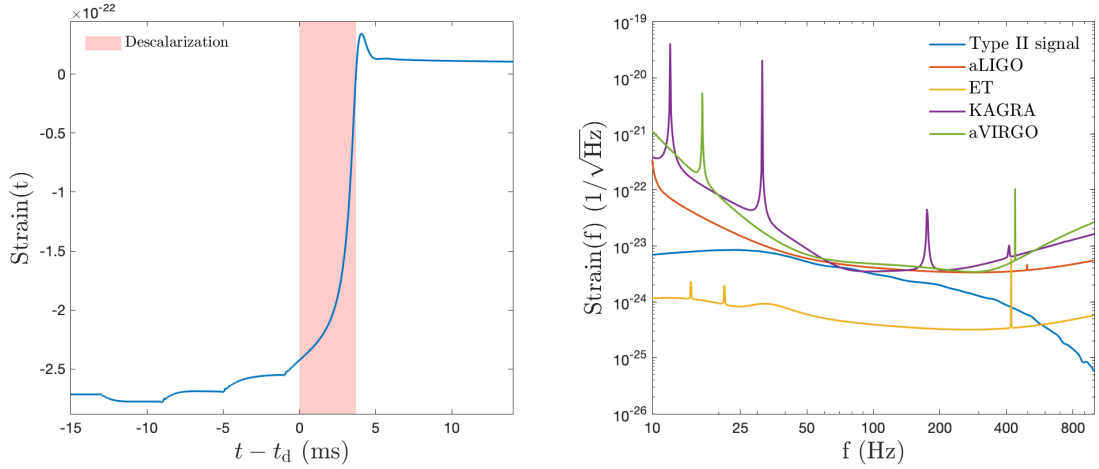 ×10^-22
Descalarization
0
-0.5
-1
-1.5
-2
-2.5
Strain(t)
-15
-10
-5
0
5
10
t − t_d (ms)
10^-19
10^-20
10^-21
10^-22
10^-23
10^-24
10^-25
10^-26
Strain(f) (1/√Hz)
Type II signal
aLIGO
ET
KAGRA
aVIRGO
10
25
50
100
200
400
800
f (Hz)